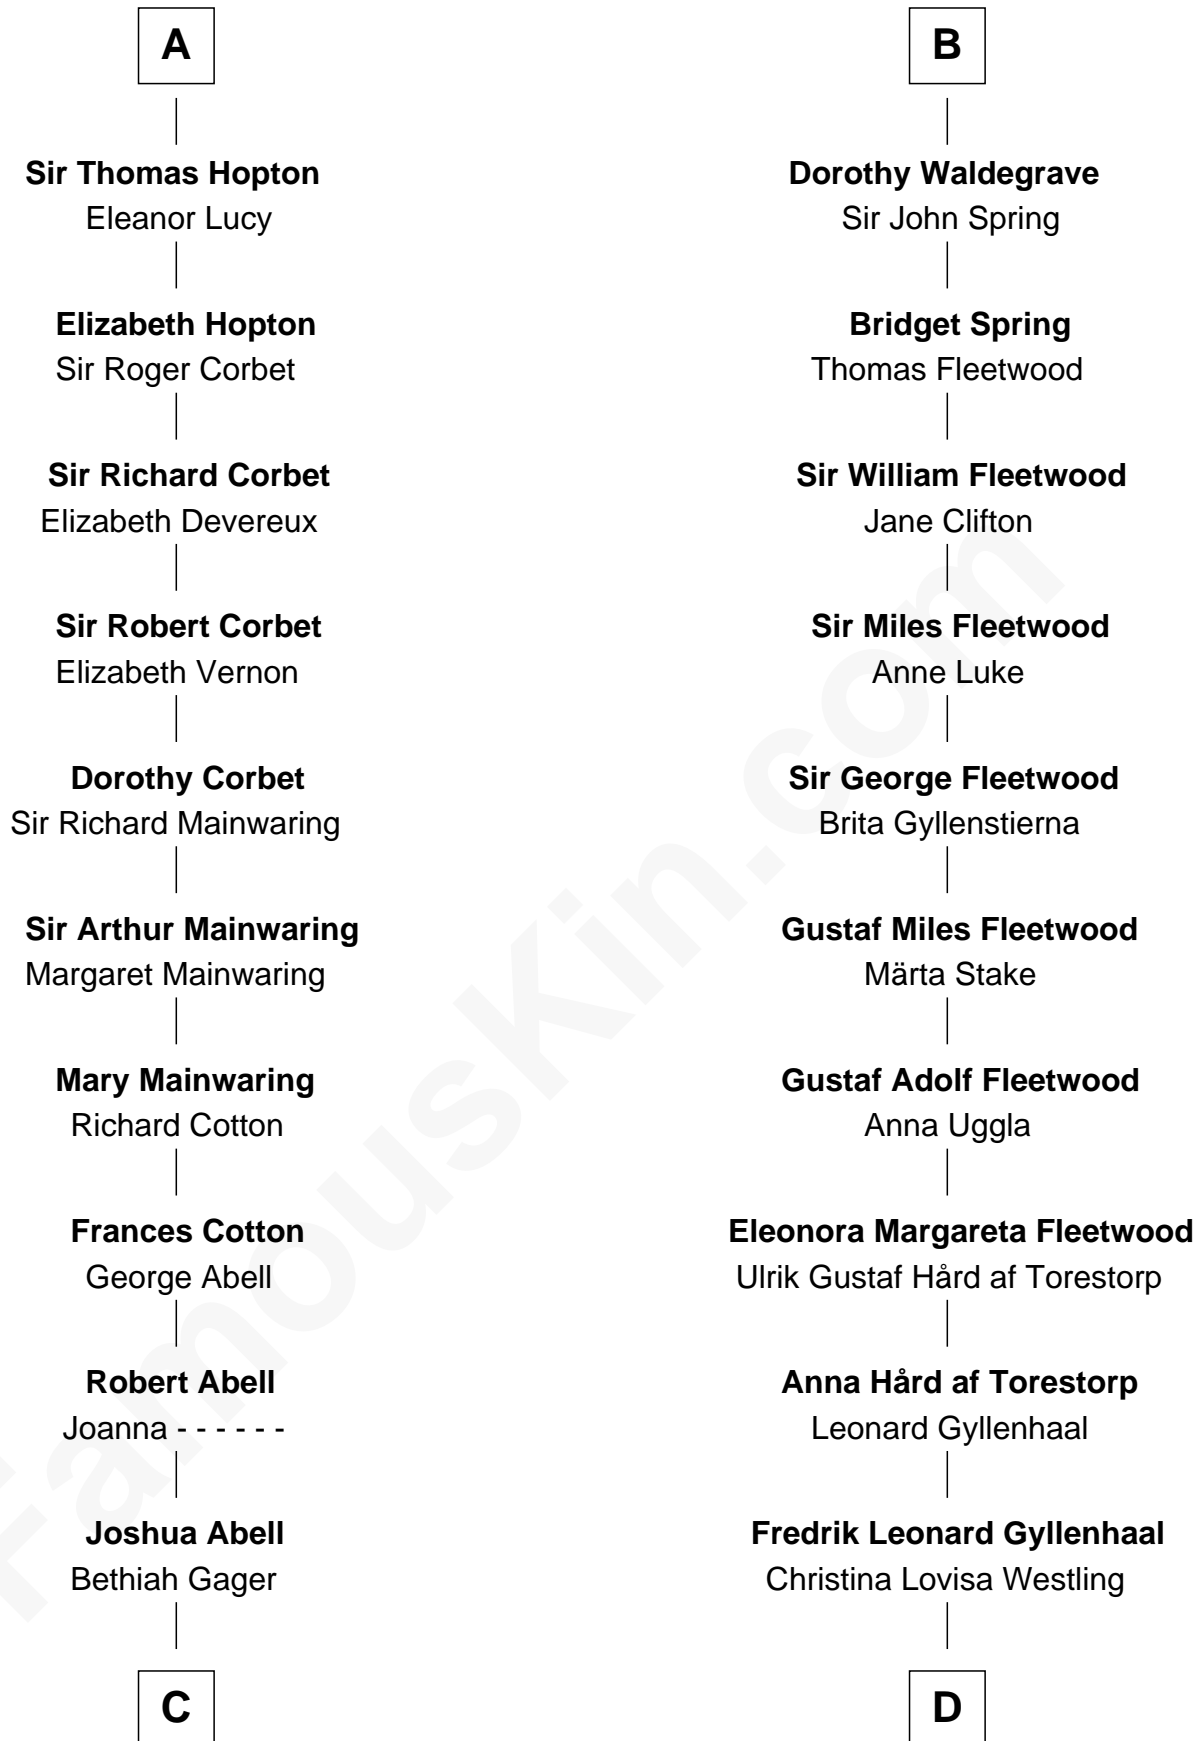 A
Sir Thomas Hopton
Eleanor Lucy
Elizabeth Hopton
Sir Roger Corbet
Sir Richard Corbet
Elizabeth Devereux
Sir Robert Corbet
Elizabeth Vernon
Dorothy Corbet
Sir Richard Mainwaring
Sir Arthur Mainwaring
Margaret Mainwaring
Mary Mainwaring
Richard Cotton
Frances Cotton
George Abell
Robert Abell
Joanna - - - - - -
Joshua Abell
Bethiah Gager
C
B
Dorothy Waldegrave
Sir John Spring
Bridget Spring
Thomas Fleetwood
Sir William Fleetwood
Jane Clifton
Sir Miles Fleetwood
Anne Luke
Sir George Fleetwood
Brita Gyllenstierna
Gustaf Miles Fleetwood
Märta Stake
Gustaf Adolf Fleetwood
Anna Uggla
Eleonora Margareta Fleetwood
Ulrik Gustaf Hård af Torestorp
Anna Hård af Torestorp
Leonard Gyllenhaal
Fredrik Leonard Gyllenhaal
Christina Lovisa Westling
D
FamousKin.com